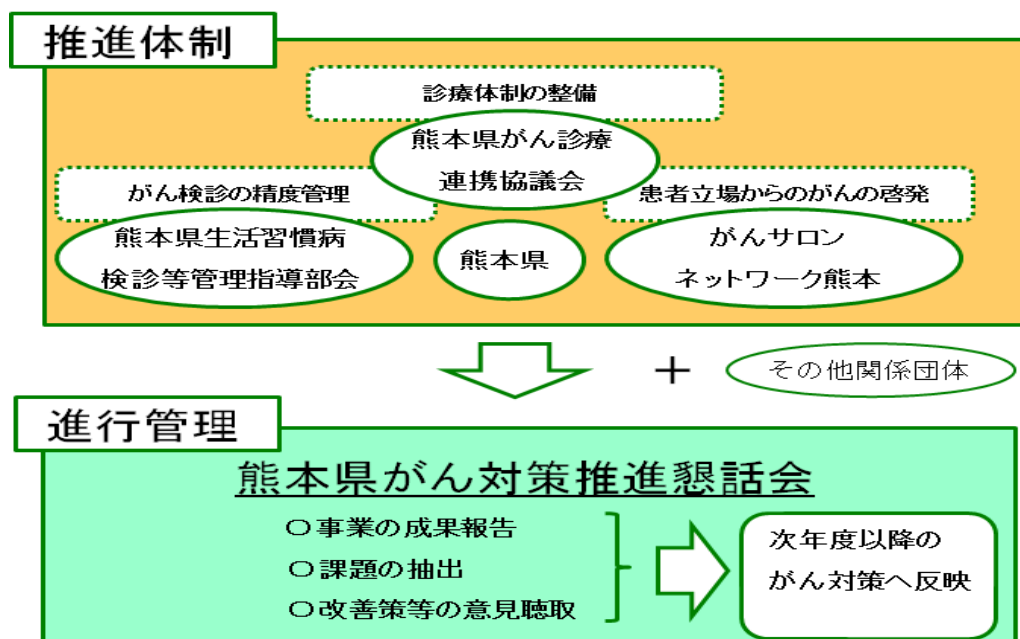 推進体制
診療体制の整備
熊本県がん診療
連携協議会
がん検診の精度管理
熊本県生活習慣病
検診等管理指導部会
熊本県
患者立場からのがんの啓発
がんサロン
ネットワーク熊本
＋
その他関係団体
進行管理
熊本県がん対策推進懇話会
○事業の成果報告
○課題の抽出
○改善策等の意見聴取
次年度以降の
がん対策へ反映